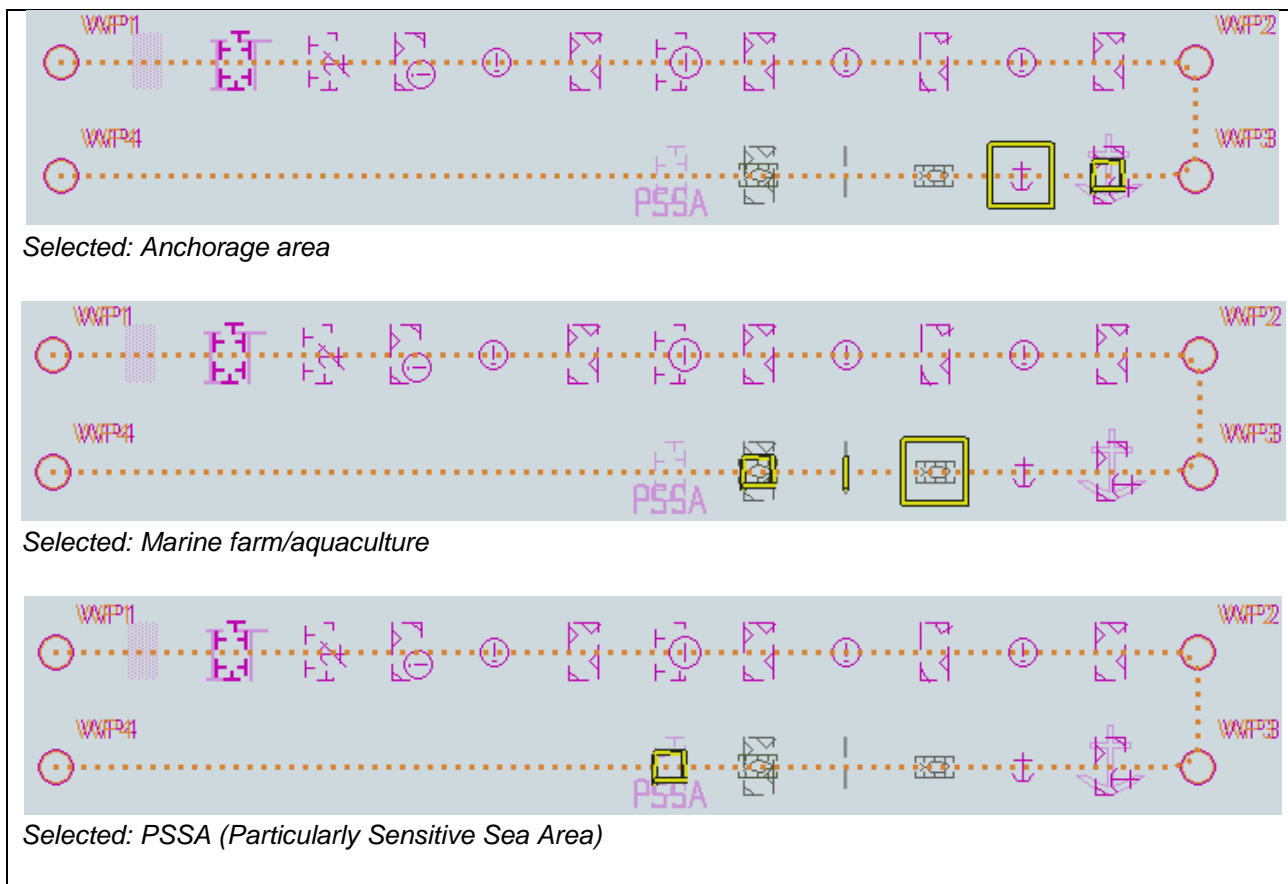 WP1 WP2
WP4 WP3
PSSA
Selected: Anchorage area
WP1 WP2
WP4 WP3
PSSA
Selected: Marine farm/aquaculture
WP1 WP2
WP4 WP3
PSSA
Selected: PSSA (Particularly Sensitive Sea Area)